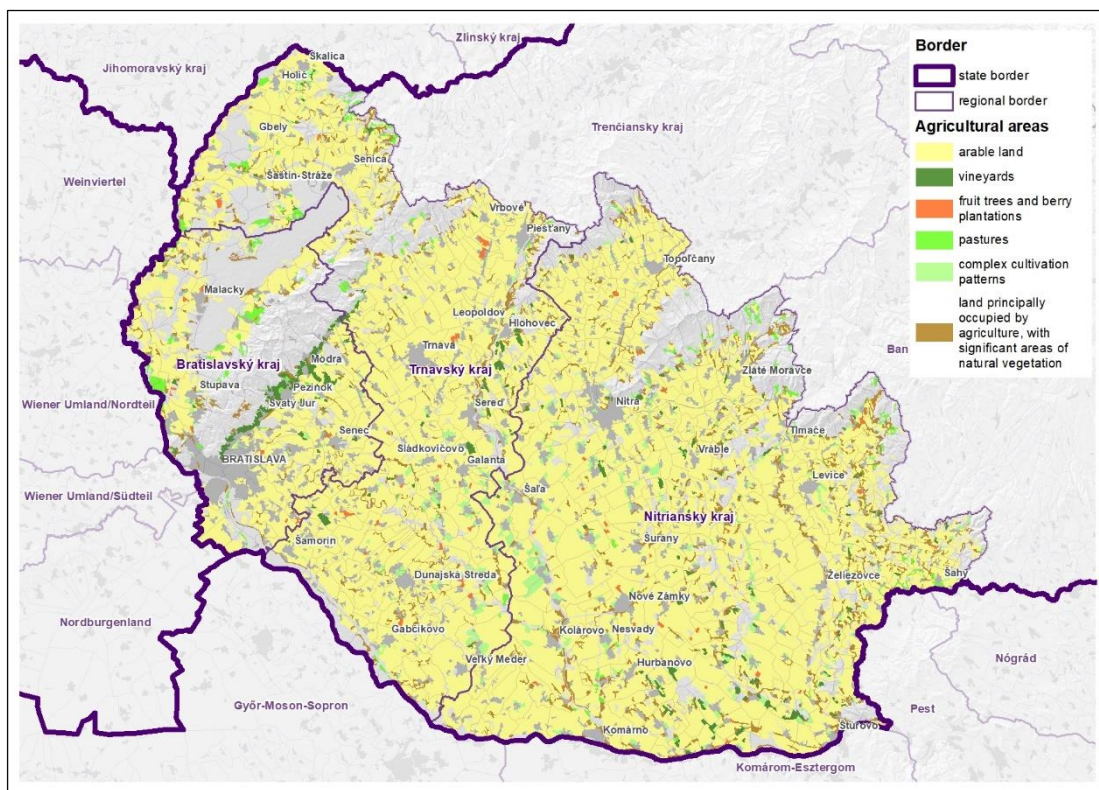 Zlínský kraj
Jihomoravský kraj
Skalica
Holíč
Trenčiansky kraj
Gbely
Senica
Weinviertel
Šaštín-Stráže
Vrbové
Piešťany
Topoľčany
Malacky
Leopoldov
Hlohovec
Ban
Modra
Trnava
Bratislavský kraj
Trnavský kraj
Zlaté Moravce
Stupava
Pezinok
Wiener Umland/Nordteil
Svätý Jur
Sereď
Nitra
Senec
Tlmače
Sládkovičovo
Vráble
BRATISLAVA
Galanta
Levice
Wiener Umland/Südteil
Šaľa
Nitriansky kraj
Šurany
Šamorín
Dunajská Streda
Želiezovce
Šahy
Nové Zámky
Nordburgenland
Gabčíkovo
Kolárovo
Nesvady
Veľký Meder
Hurbanovo
Nógrád
Győr-Moson-Sopron
Pest
Komárno
Štúrovo
Komárom-Esztergom
Border
state border
regional border
Agricultural areas
arable land
vineyards
fruit trees and berry
plantations
pastures
complex cultivation
patterns
land principally
occupied by
agriculture, with
significant areas of
natural vegetation